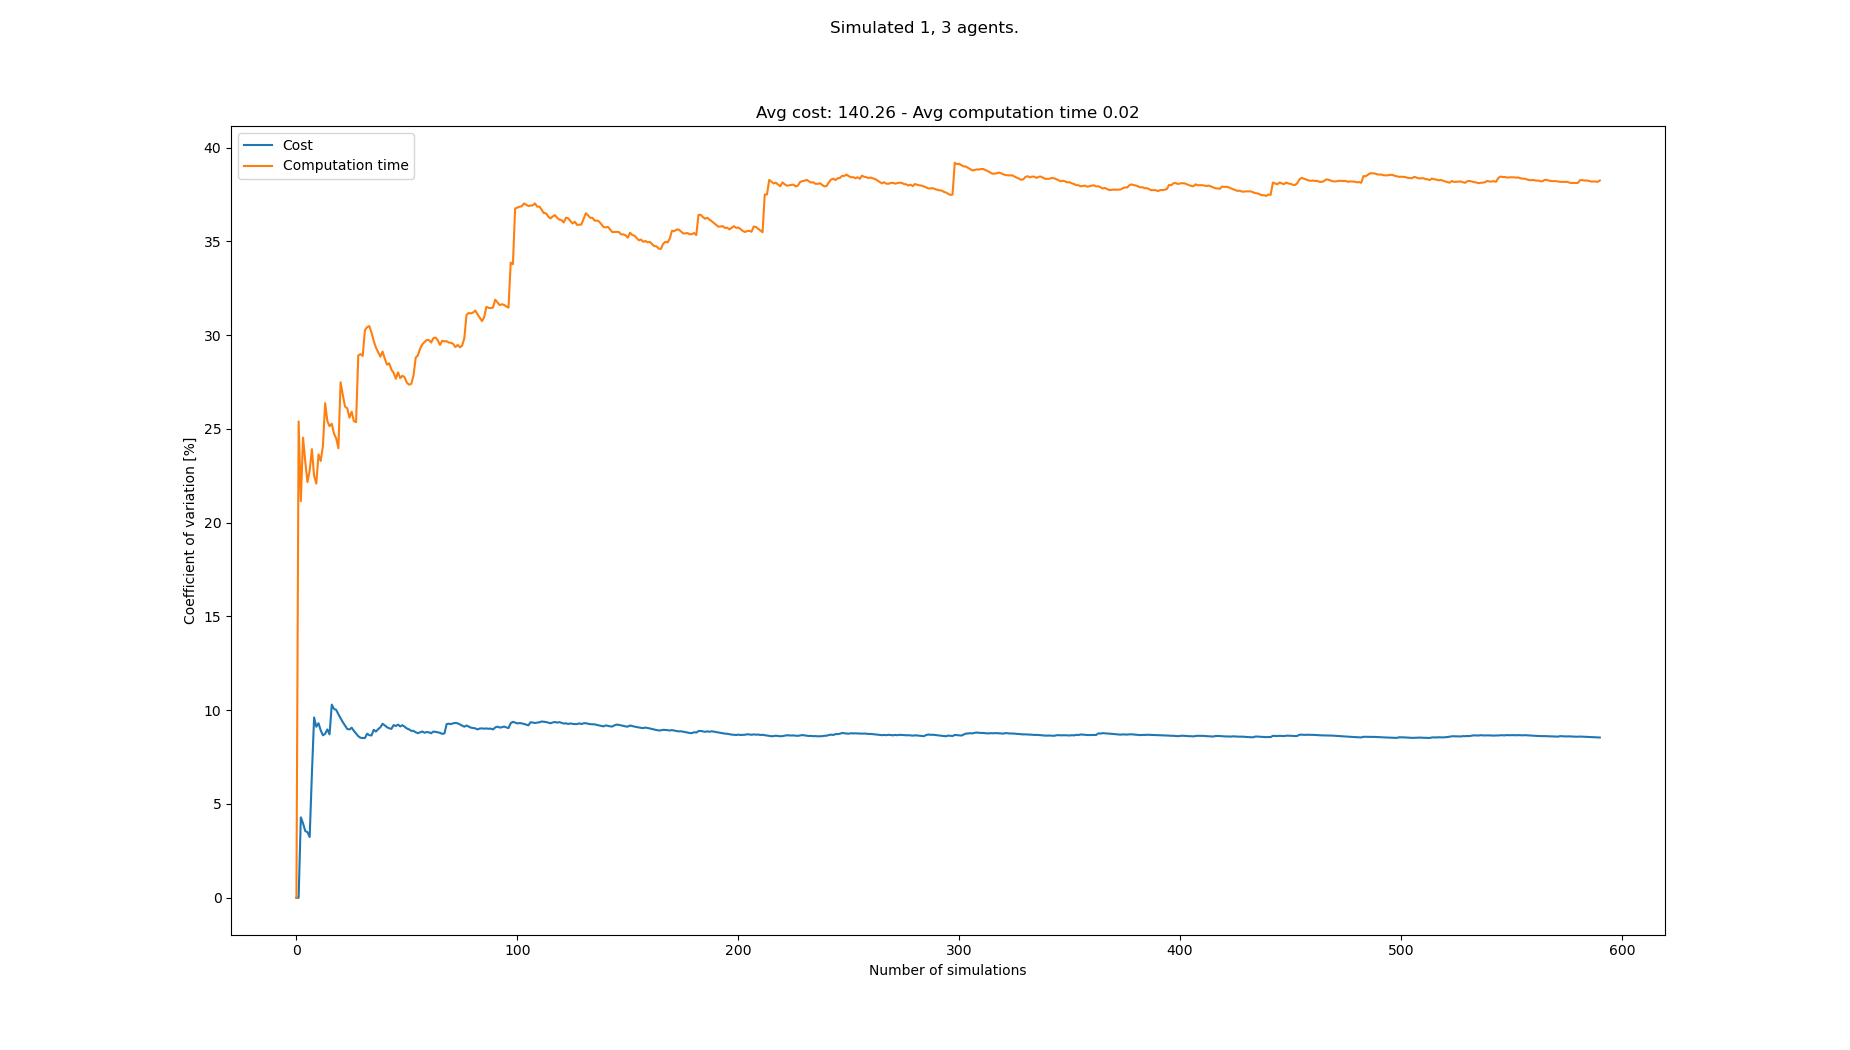 Simulated 1, 3 agents.
Avg cost: 140.26 - Avg computation time 0.02
Cost
Computation time
40
35
30
25
20
15
10
5
0
Coefficient of variation [%]
0 100 200 300 400 500 600
Number of simulations